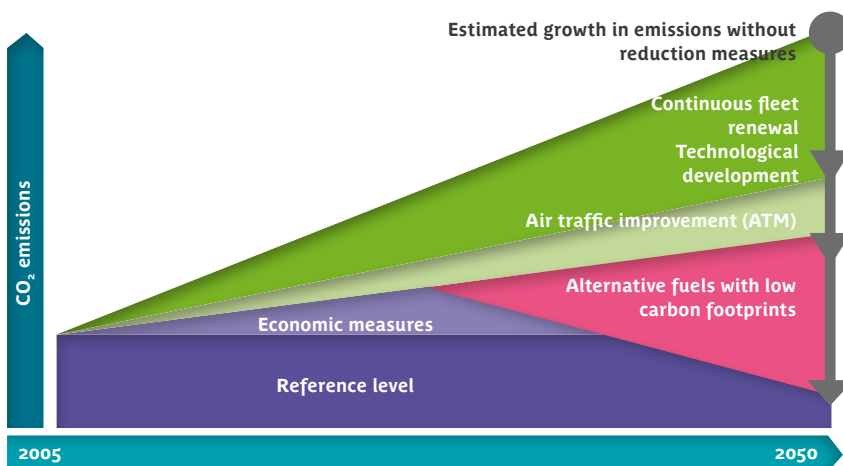 Estimated growth in emissions without
reduction measures
Continuous fleet
renewal
Technological
development
Air traffic improvement (ATM)
Alternative fuels with low
carbon footprints
Economic measures
Reference level
CO₂ emissions
2005
2050